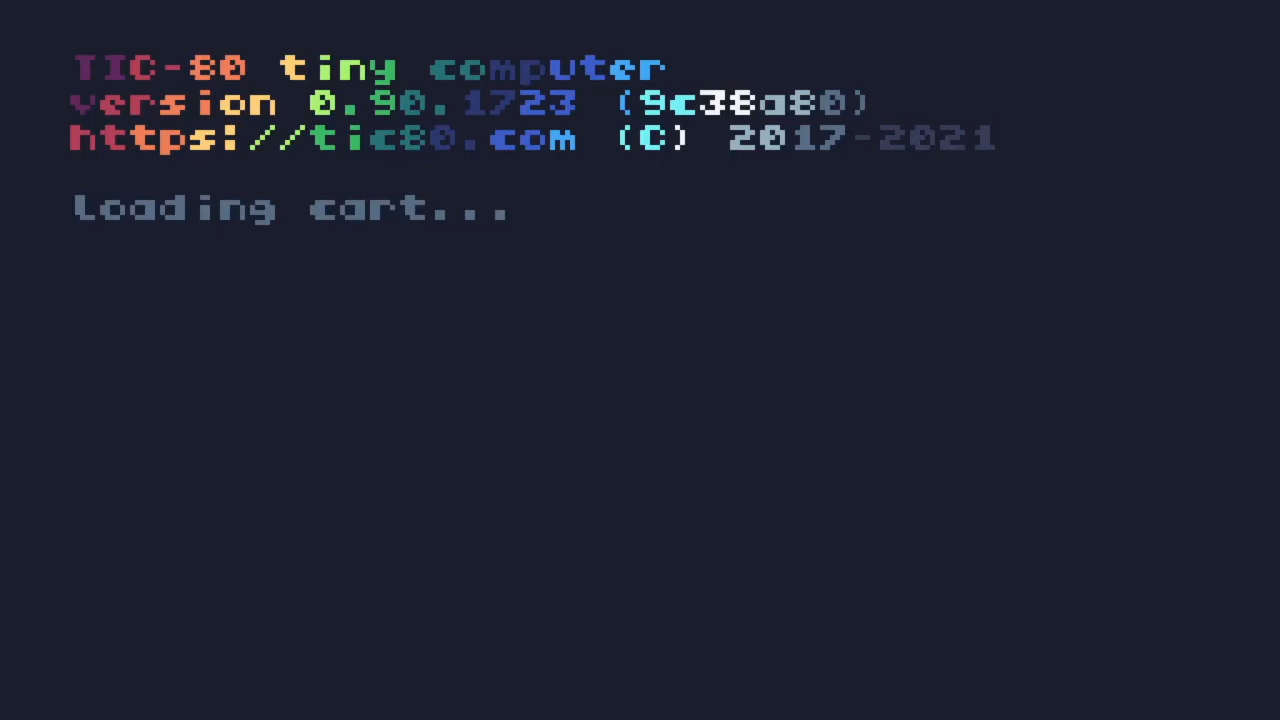 TIC-80 tiny computer
version 0.90.1723 (9c38a80)
https://tic80.com (C) 2017-2021
Loading cart...